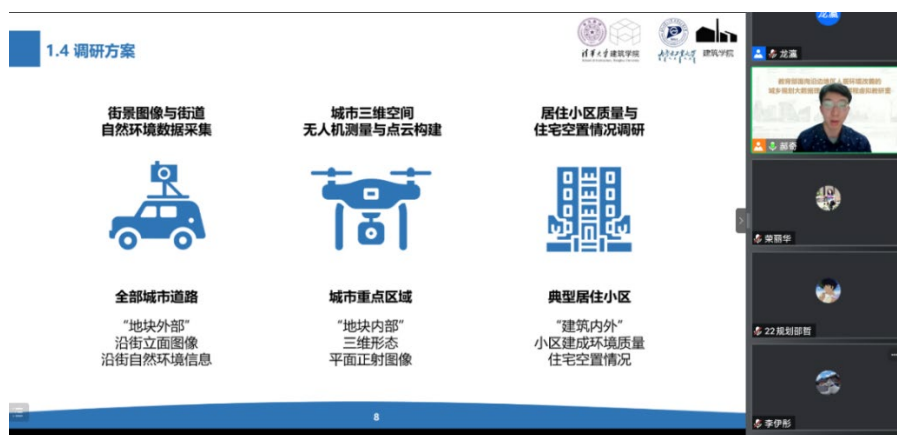 1.4 调研方案
清华大学建筑学院
建筑学院
街景图像与街道
自然环境数据采集
城市三维空间
无人机测量与点云构建
居住小区质量与
住宅空置情况调研
全部城市道路
“地块外部”
沿街立面图像
沿街自然环境信息
城市重点区域
“地块内部”
三维形态
平面正射图像
典型居住小区
“建筑内外”
小区建成环境质量
住宅空置情况
8
龙瀛
龙瀛
郝奇
荣丽华
22规划部哲
李伊彤